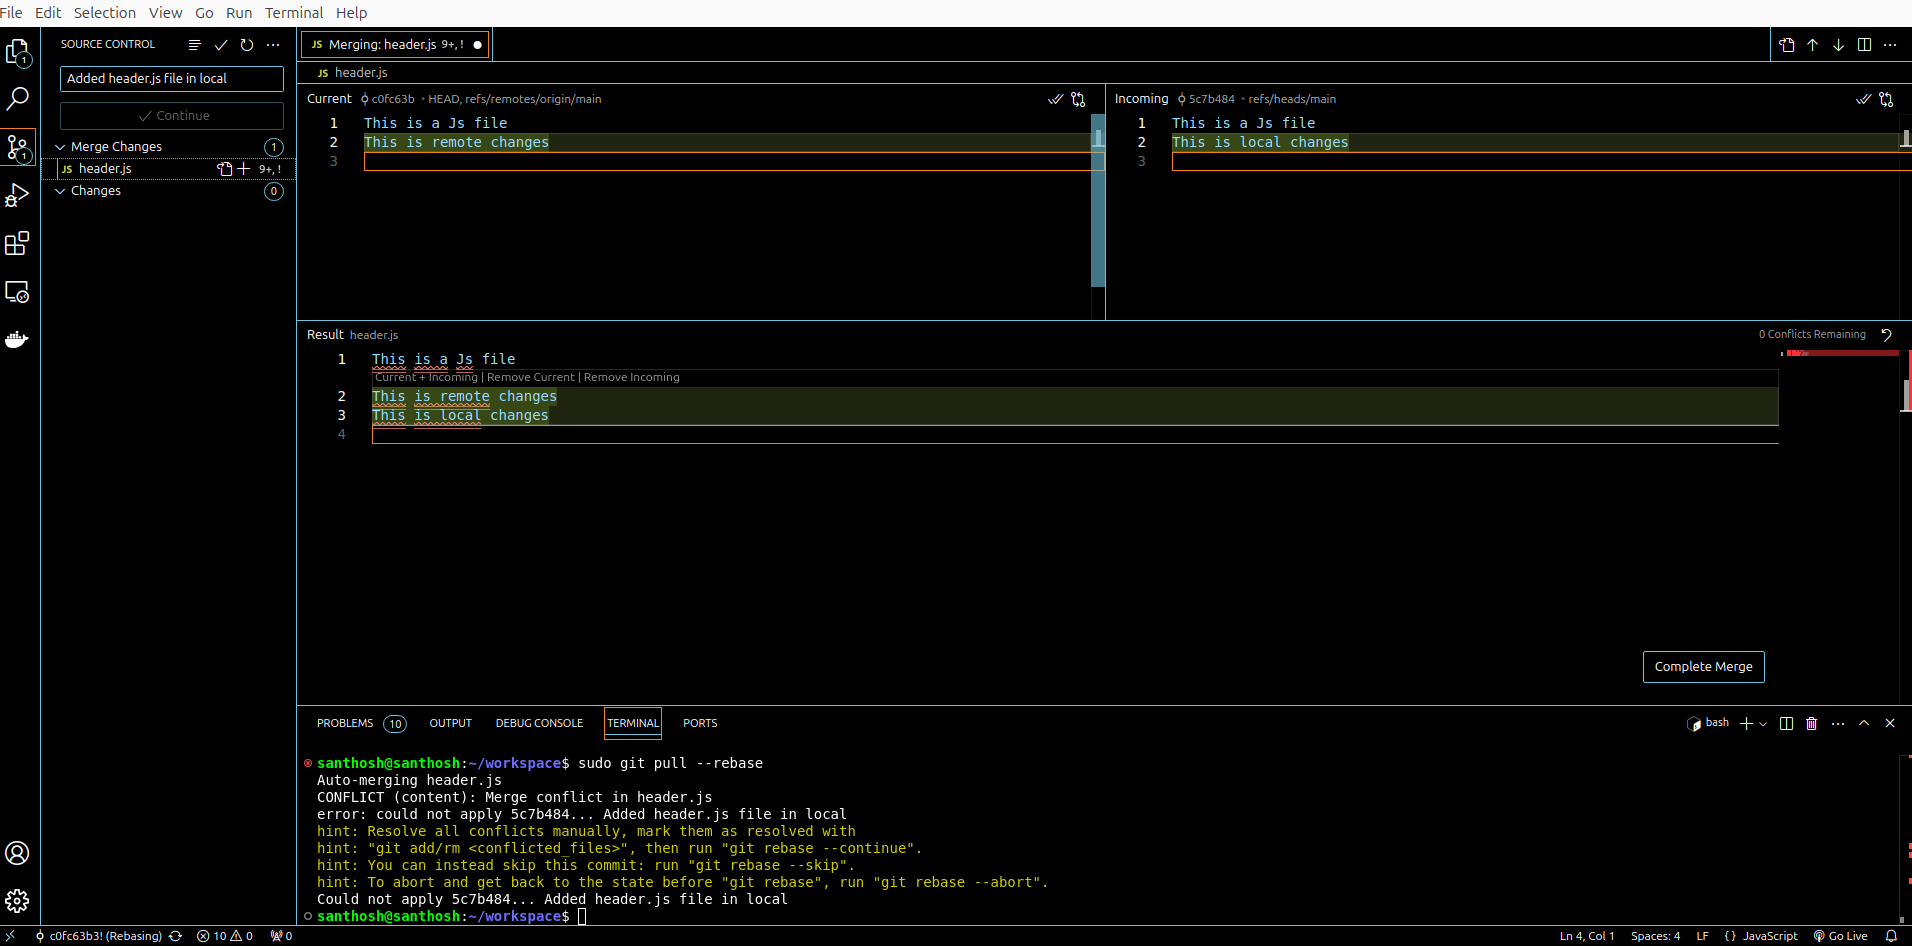 File Edit Selection View Go Run Terminal Help
SOURCE CONTROL
Added header.js file in local
Continue
Merge Changes 1
JS header.js 9+, !
Changes 0
1
1
JS Merging: header.js 9+, !
JS header.js
Current c0fc63b • HEAD, refs/remotes/origin/main
1 This is a Js file
2 This is remote changes
3
Incoming 5c7b484 • refs/heads/main
1 This is a Js file
2 This is local changes
3
Result header.js
0 Conflicts Remaining
1 This is a Js file
Current + Incoming | Remove Current | Remove Incoming
2 This is remote changes
3 This is local changes
4
Complete Merge
PROBLEMS 10 OUTPUT DEBUG CONSOLE TERMINAL PORTS
bash
santhosh@santhosh:~/workspace$ sudo git pull --rebase
Auto-merging header.js
CONFLICT (content): Merge conflict in header.js
error: could not apply 5c7b484... Added header.js file in local
hint: Resolve all conflicts manually, mark them as resolved with
hint: "git add/rm <conflicted_files>", then run "git rebase --continue".
hint: You can instead skip this commit: run "git rebase --skip".
hint: To abort and get back to the state before "git rebase", run "git rebase --abort".
Could not apply 5c7b484... Added header.js file in local
santhosh@santhosh:~/workspace$
c0fc63b3! (Rebasing) 10 0 0
Ln 4, Col 1 Spaces: 4 LF {} JavaScript Go Live